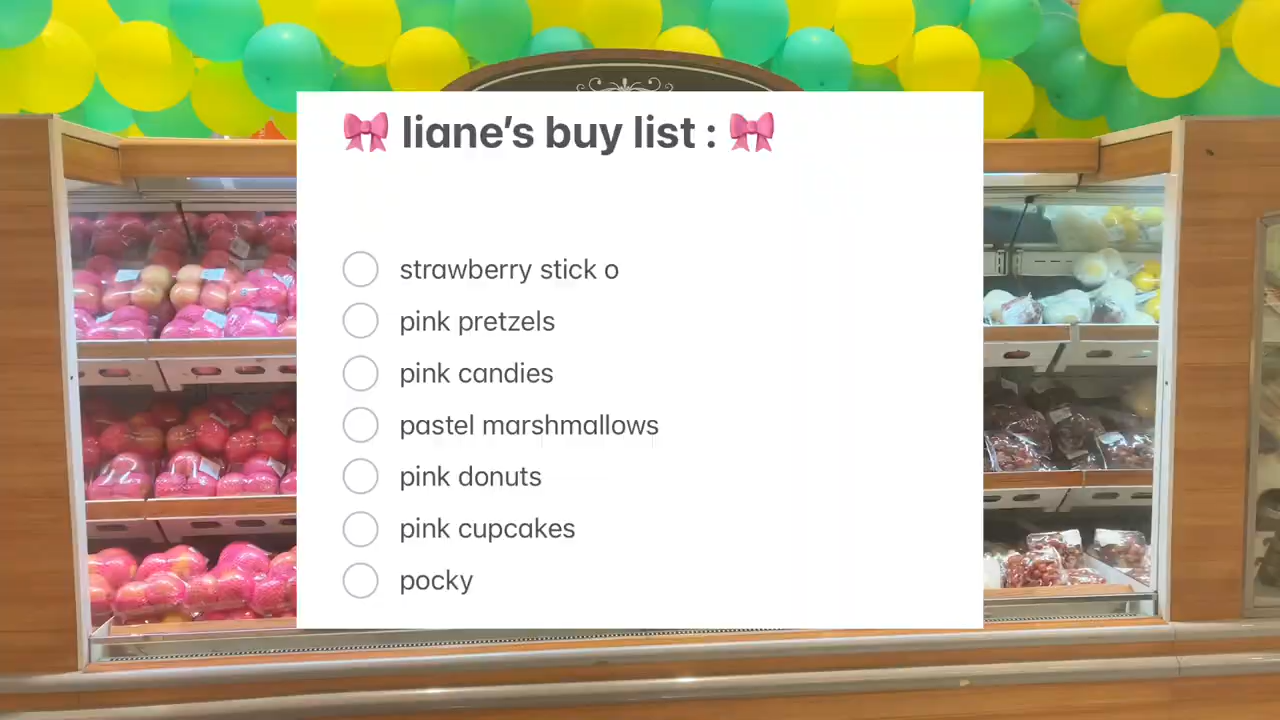 🎀 liane's buy list : 🎀
strawberry stick o
pink pretzels
pink candies
pastel marshmallows
pink donuts
pink cupcakes
pocky